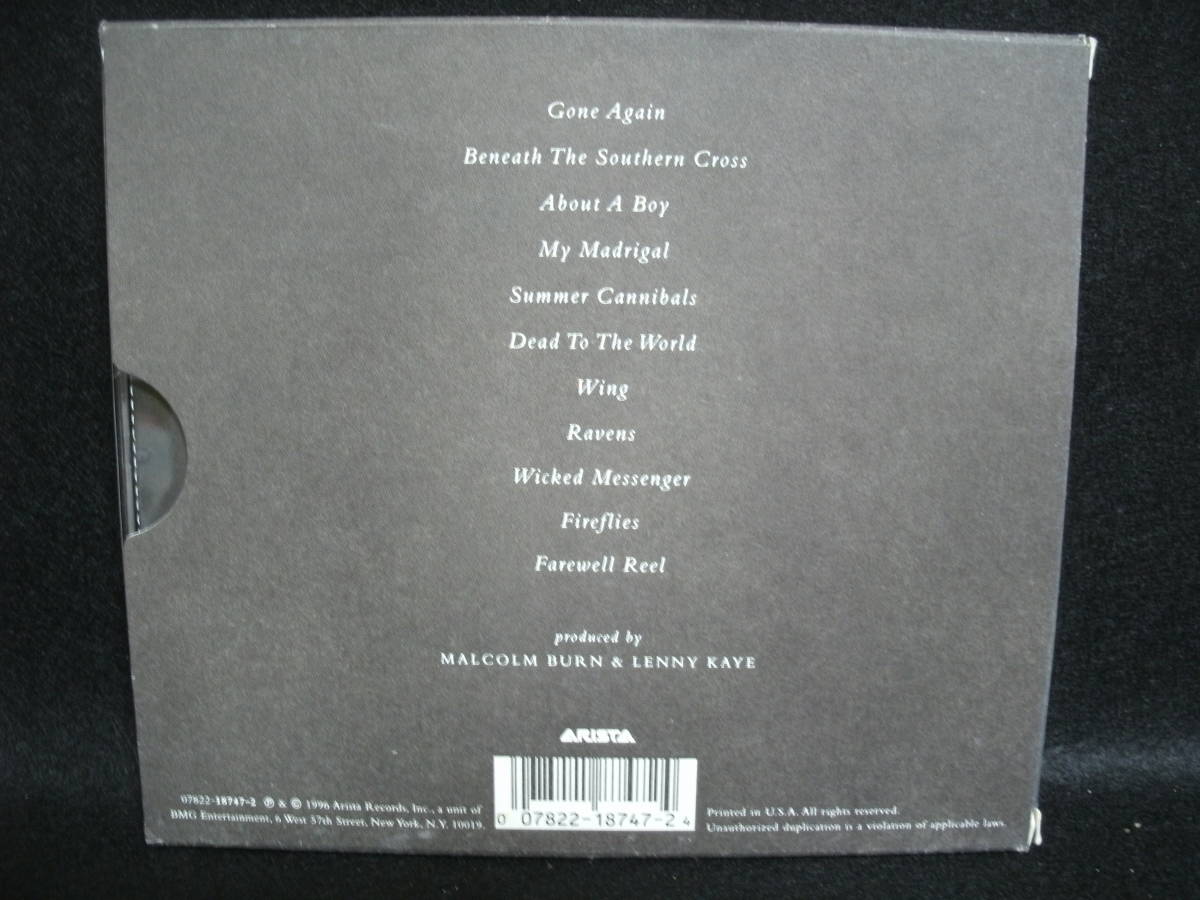 Gone Again
Beneath The Southern Cross
About A Boy
My Madrigal
Summer Cannibals
Dead To The World
Wing
Ravens
Wicked Messenger
Fireflies
Farewell Reel
produced by
MALCOLM BURN & LENNY KAYE
ARISTA
07822-18747-2 ℗ & © 1996 Arista Records, Inc., a unit of
BMG Entertainment, 6 West 57th Street, New York, N.Y. 10019.
0 07822-18747-2 4
Printed in U.S.A. All rights reserved.
Unauthorized duplication is a violation of applicable laws.